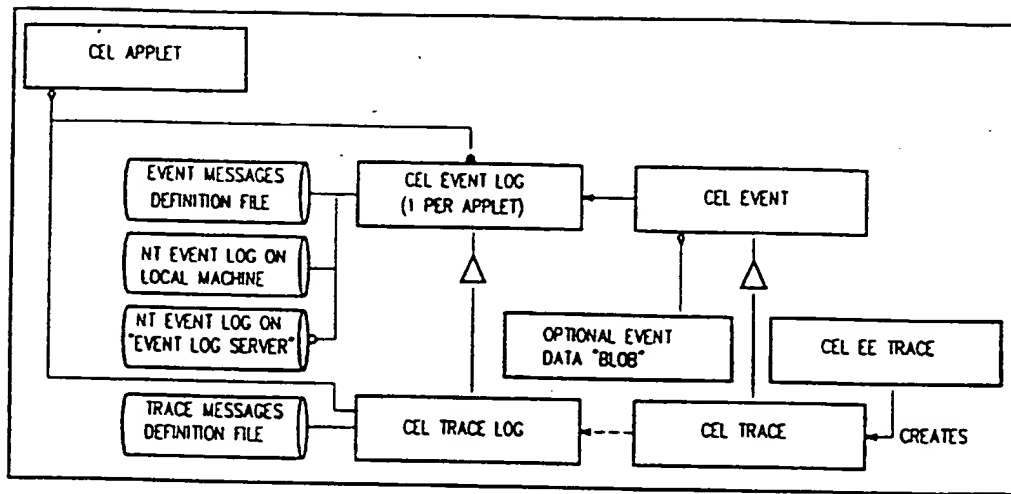 CEL APPLET
EVENT MESSAGES
DEFINITION FILE
CEL EVENT LOG
(1 PER APPLET)
CEL EVENT
NT EVENT LOG ON
LOCAL MACHINE
NT EVENT LOG ON
"EVENT LOG SERVER"
OPTIONAL EVENT
DATA "BLOB"
CEL EE TRACE
TRACE MESSAGES
DEFINITION FILE
CEL TRACE LOG
CEL TRACE
CREATES